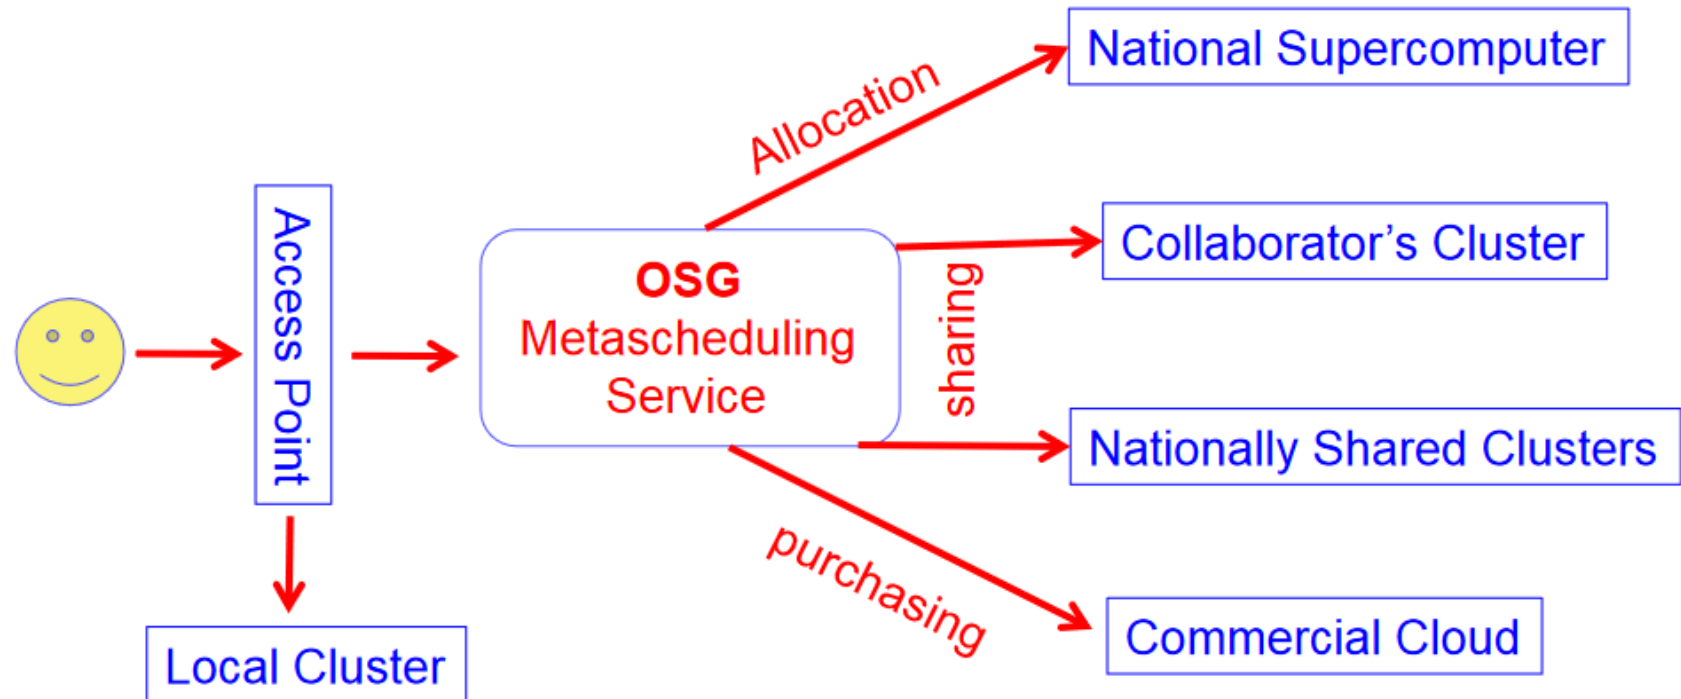 Access Point
Local Cluster
OSG
Metascheduling
Service
Allocation
sharing
purchasing
National Supercomputer
Collaborator’s Cluster
Nationally Shared Clusters
Commercial Cloud